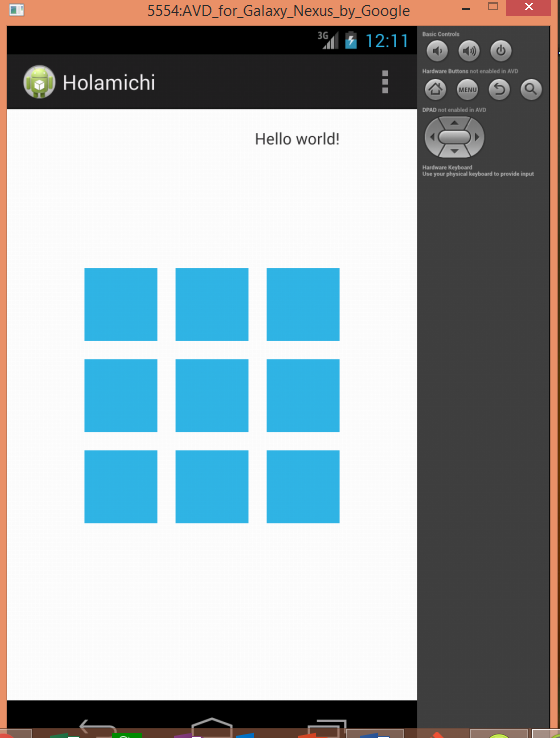 5554:AVD_for_Galaxy_Nexus_by_Google
3G 12:11
Holamichi
Hello world!
Basic Controls
Hardware Buttons not enabled in AVD
MENU
DPAD not enabled in AVD
Hardware Keyboard
Use your physical keyboard to provide input